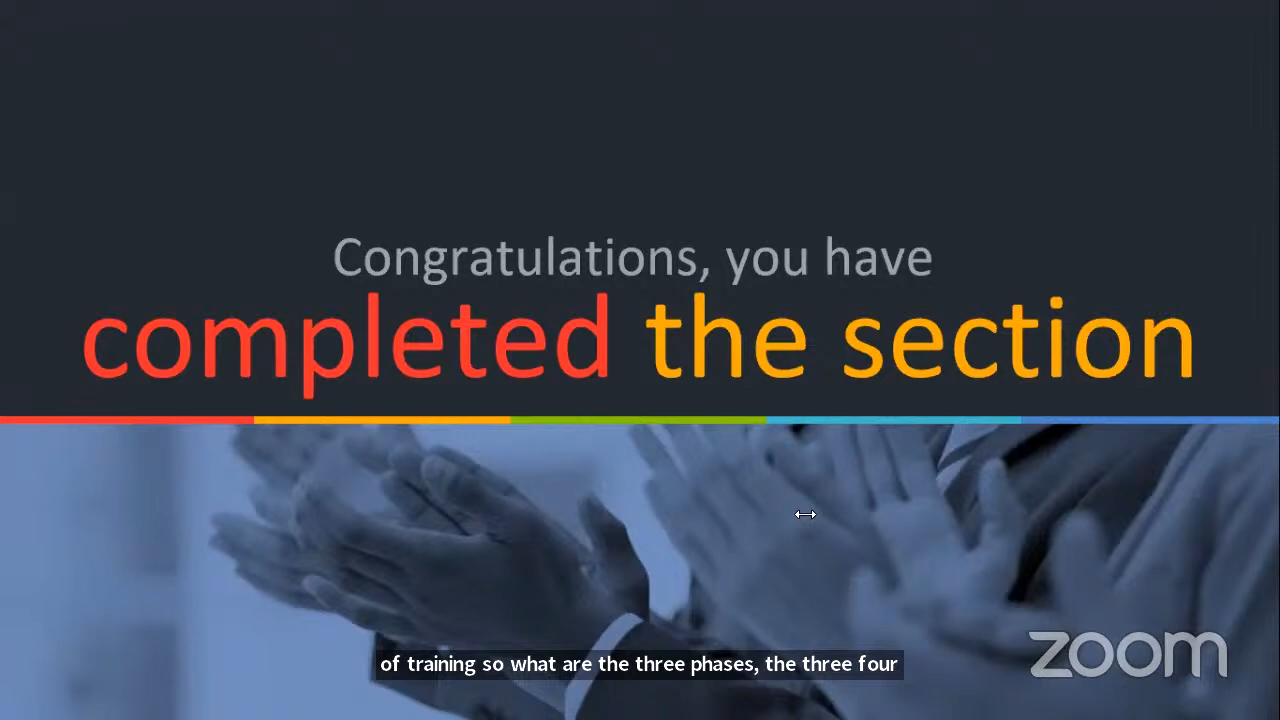 Congratulations, you have
completed the section
of training so what are the three phases, the three four
zoom